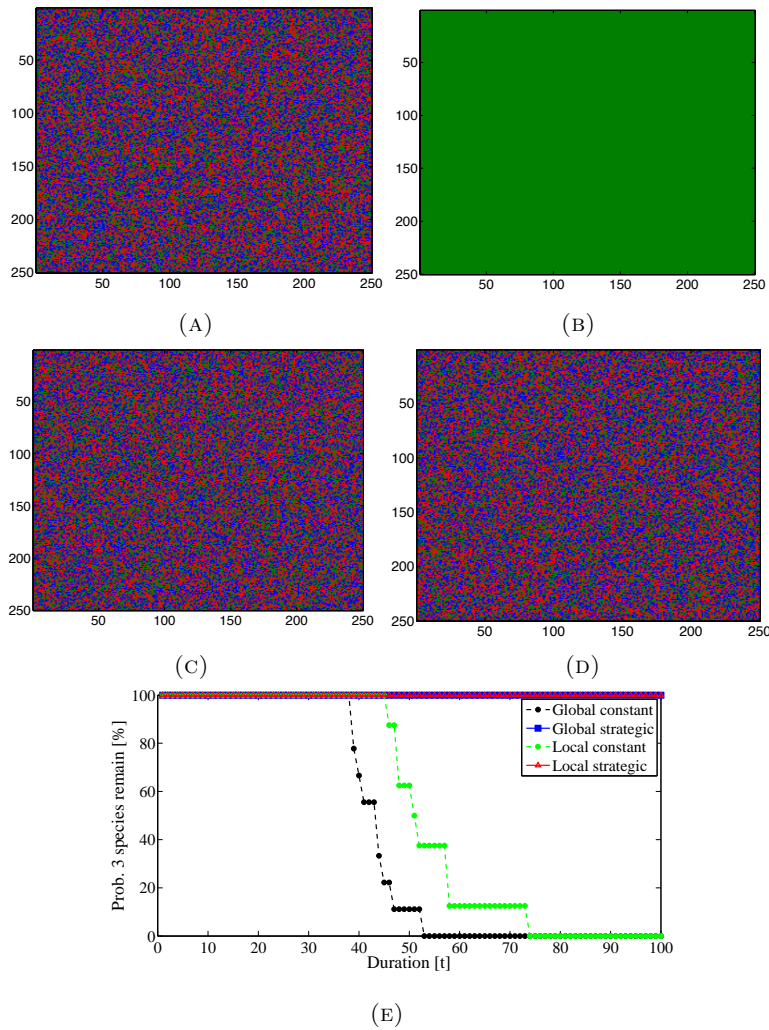 50
100
150
200
250
50 100 150 200 250
(A)
50
100
150
200
250
50 100 150 200 250
(B)
50
100
150
200
250
50 100 150 200 250
(C)
50
100
150
200
250
50 100 150 200 250
(D)
Prob. 3 species remain [%]
100
80
60
40
20
0
0 10 20 30 40 50 60 70 80 90 100
Duration [t]
Global constant
Global strategic
Local constant
Local strategic
(E)